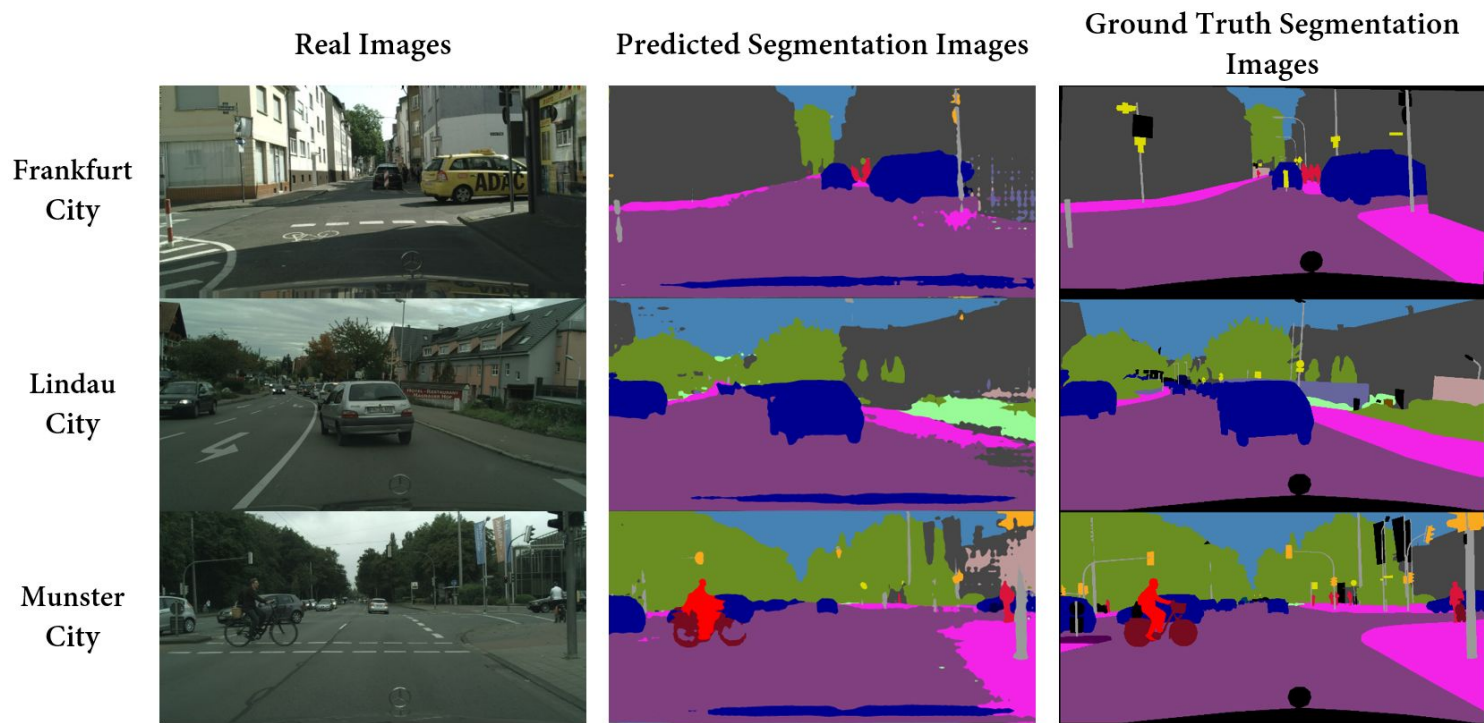 Real Images
Predicted Segmentation Images
Ground Truth Segmentation
Images
Frankfurt
City
ADAC
Lindau
City
Munster
City